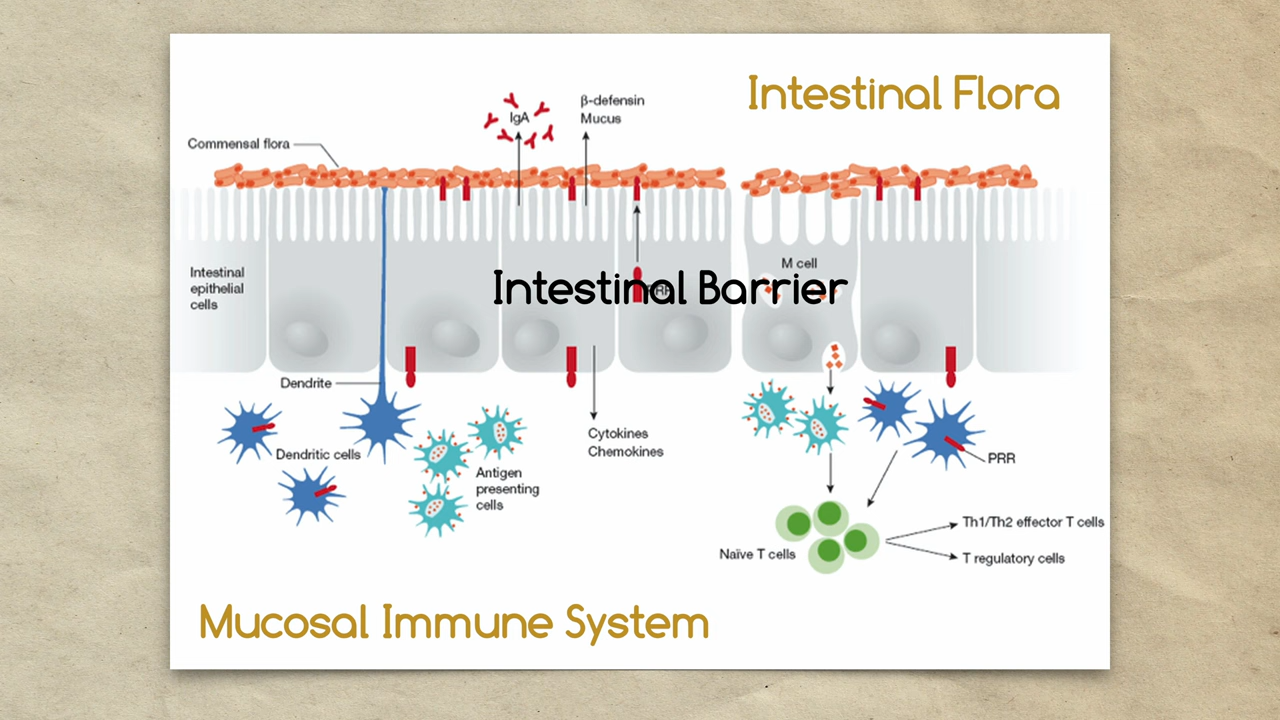 Intestinal Flora
β-defensin
Mucus
IgA
Commensal flora
M cell
Intestinal
epithelial
cells
Intestinal Barrier
Dendrite
Cytokines
Chemokines
Dendritic cells
PRR
Antigen
presenting
cells
Th1/Th2 effector T cells
Naïve T cells
T regulatory cells
Mucosal Immune System